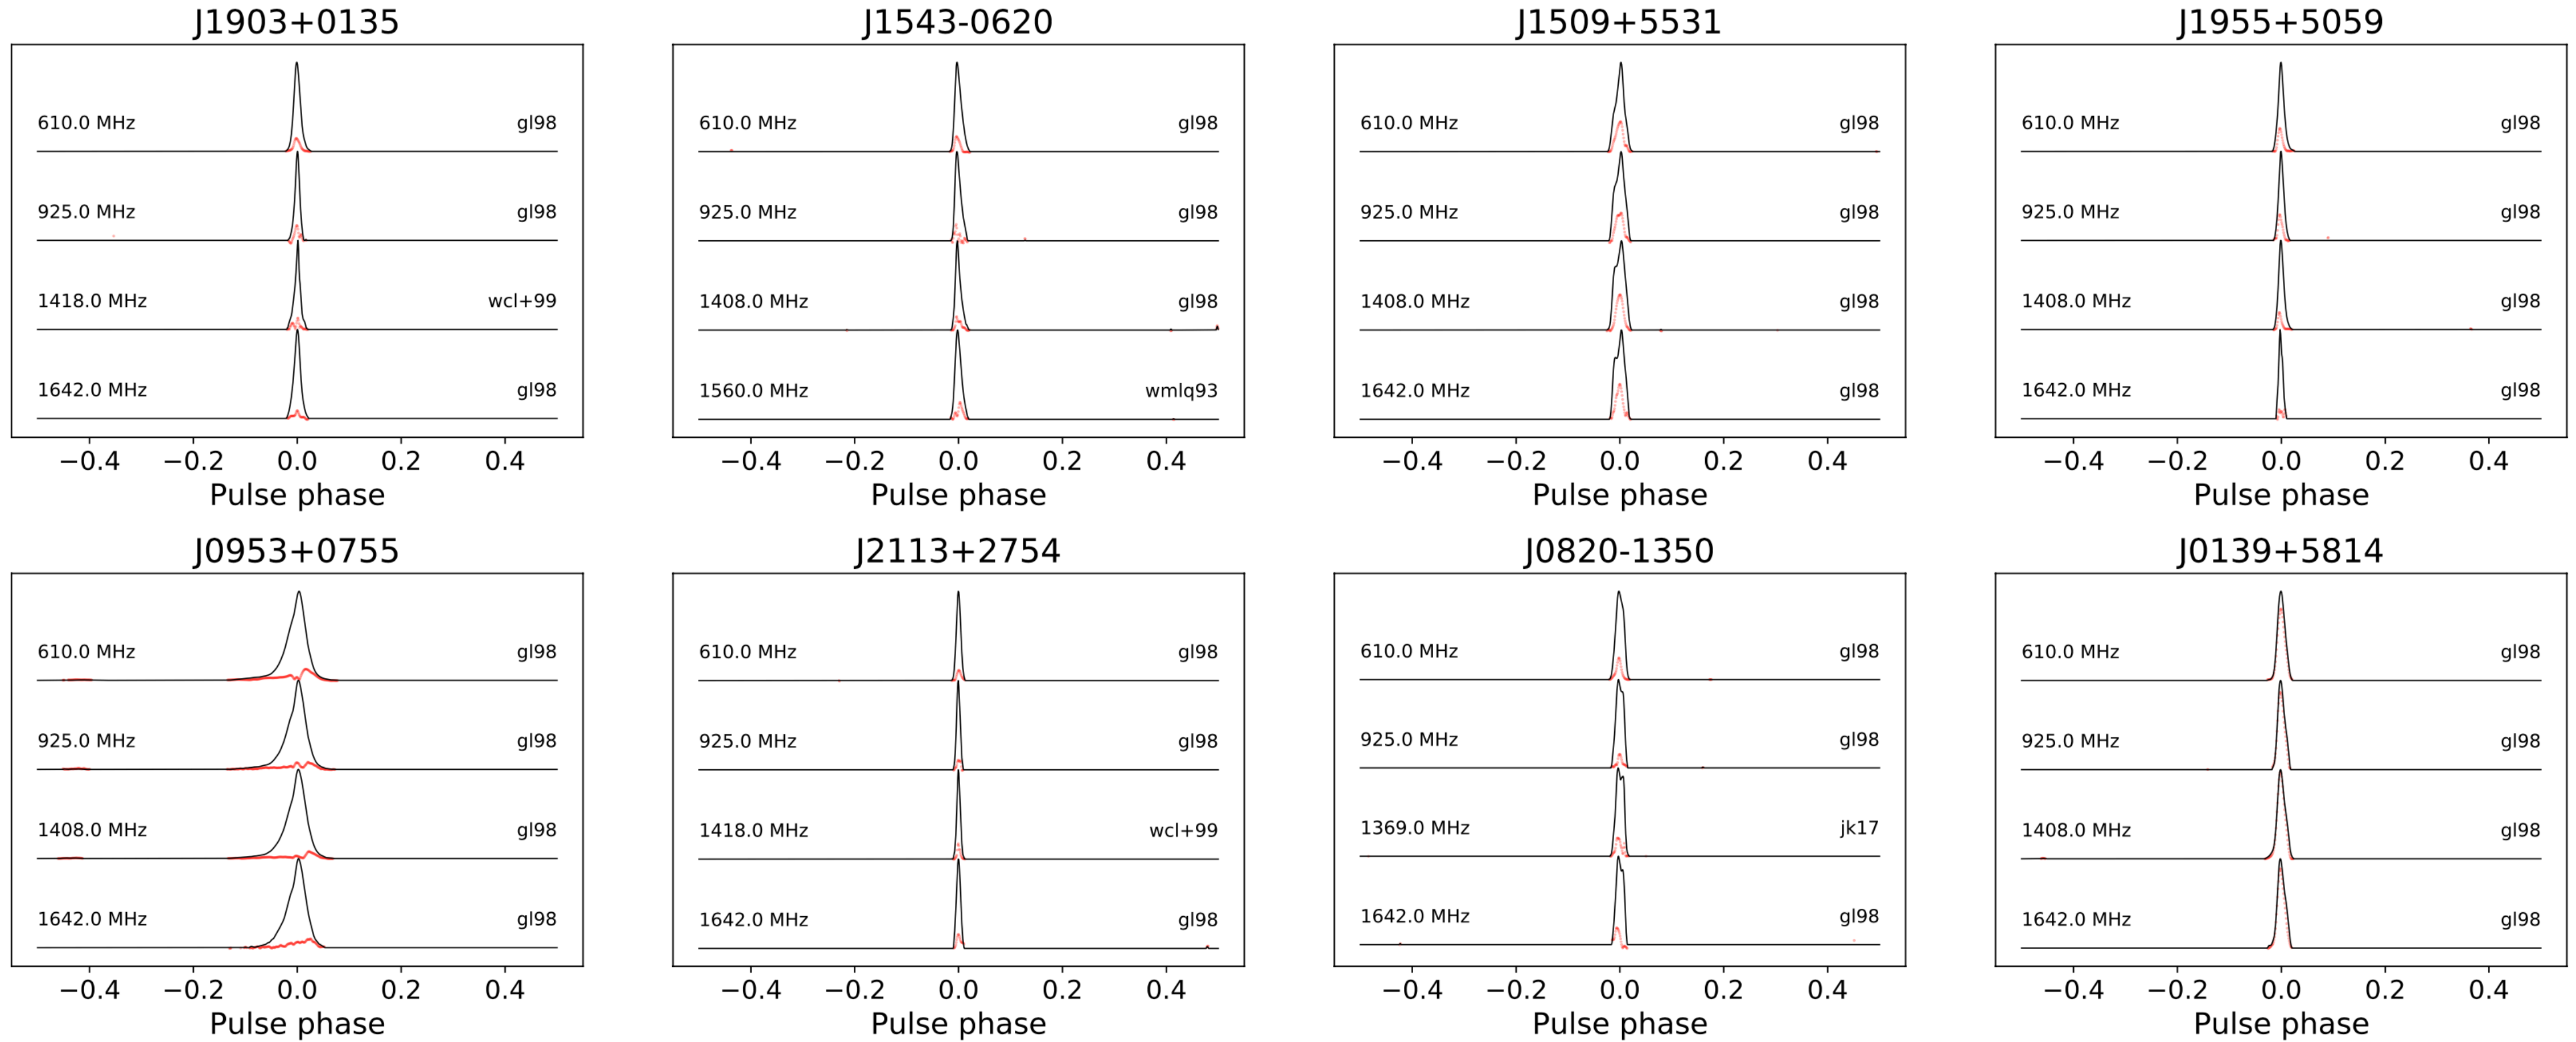 J1903+0135
610.0 MHz gl98
925.0 MHz gl98
1418.0 MHz wcl+99
1642.0 MHz gl98
−0.4 −0.2 0.0 0.2 0.4
Pulse phase
J1543-0620
610.0 MHz gl98
925.0 MHz gl98
1408.0 MHz gl98
1560.0 MHz wmlq93
−0.4 −0.2 0.0 0.2 0.4
Pulse phase
J1509+5531
610.0 MHz gl98
925.0 MHz gl98
1408.0 MHz gl98
1642.0 MHz gl98
−0.4 −0.2 0.0 0.2 0.4
Pulse phase
J1955+5059
610.0 MHz gl98
925.0 MHz gl98
1408.0 MHz gl98
1642.0 MHz gl98
−0.4 −0.2 0.0 0.2 0.4
Pulse phase
J0953+0755
610.0 MHz gl98
925.0 MHz gl98
1408.0 MHz gl98
1642.0 MHz gl98
−0.4 −0.2 0.0 0.2 0.4
Pulse phase
J2113+2754
610.0 MHz gl98
925.0 MHz gl98
1418.0 MHz wcl+99
1642.0 MHz gl98
−0.4 −0.2 0.0 0.2 0.4
Pulse phase
J0820-1350
610.0 MHz gl98
925.0 MHz gl98
1369.0 MHz jk17
1642.0 MHz gl98
−0.4 −0.2 0.0 0.2 0.4
Pulse phase
J0139+5814
610.0 MHz gl98
925.0 MHz gl98
1408.0 MHz gl98
1642.0 MHz gl98
−0.4 −0.2 0.0 0.2 0.4
Pulse phase